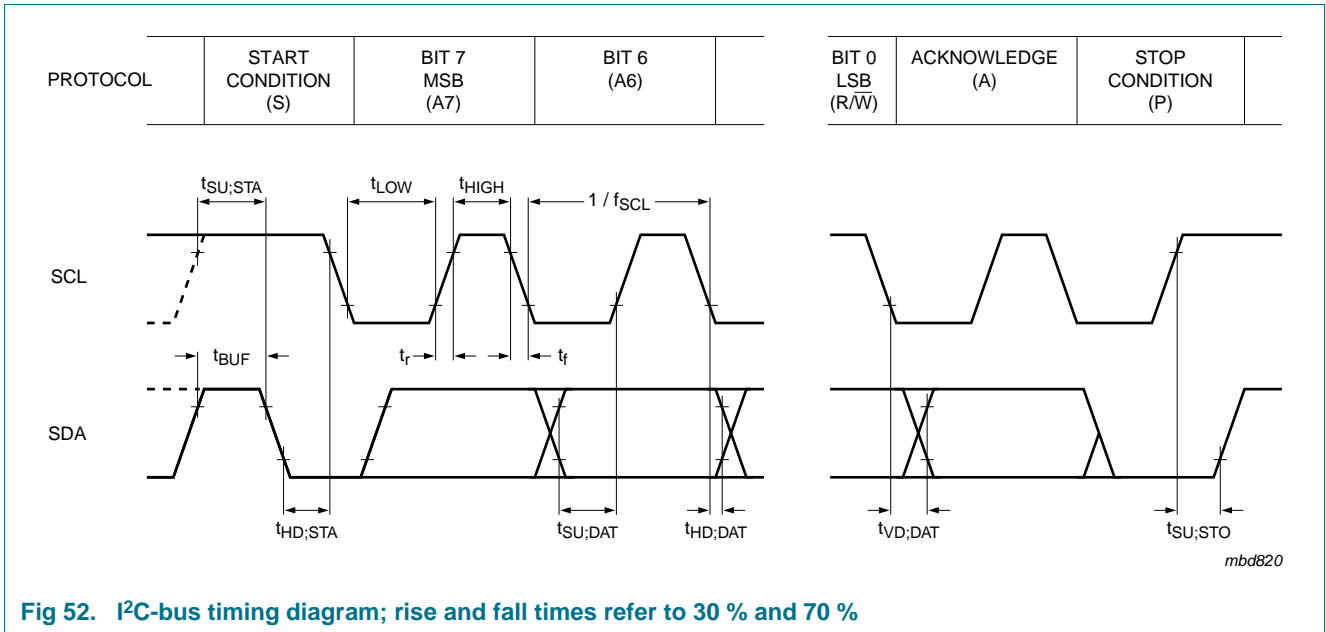 PROTOCOL
START
CONDITION
(S)
BIT 7
MSB
(A7)
BIT 6
(A6)
BIT 0
LSB
(R/W̅)
ACKNOWLEDGE
(A)
STOP
CONDITION
(P)
tSU;STA
tLOW
tHIGH
1 / fSCL
SCL
tBUF
tr
tf
SDA
tHD;STA
tSU;DAT
tHD;DAT
tVD;DAT
tSU;STO
mbd820
Fig 52. I²C-bus timing diagram; rise and fall times refer to 30 % and 70 %